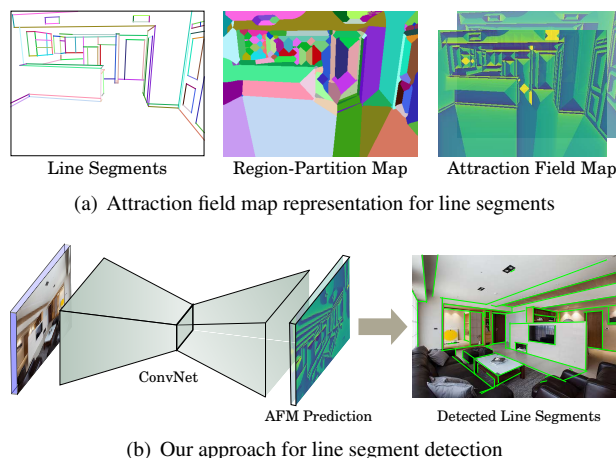 Line Segments
Region-Partition Map
Attraction Field Map
(a) Attraction field map representation for line segments
ConvNet
AFM Prediction
Detected Line Segments
(b) Our approach for line segment detection